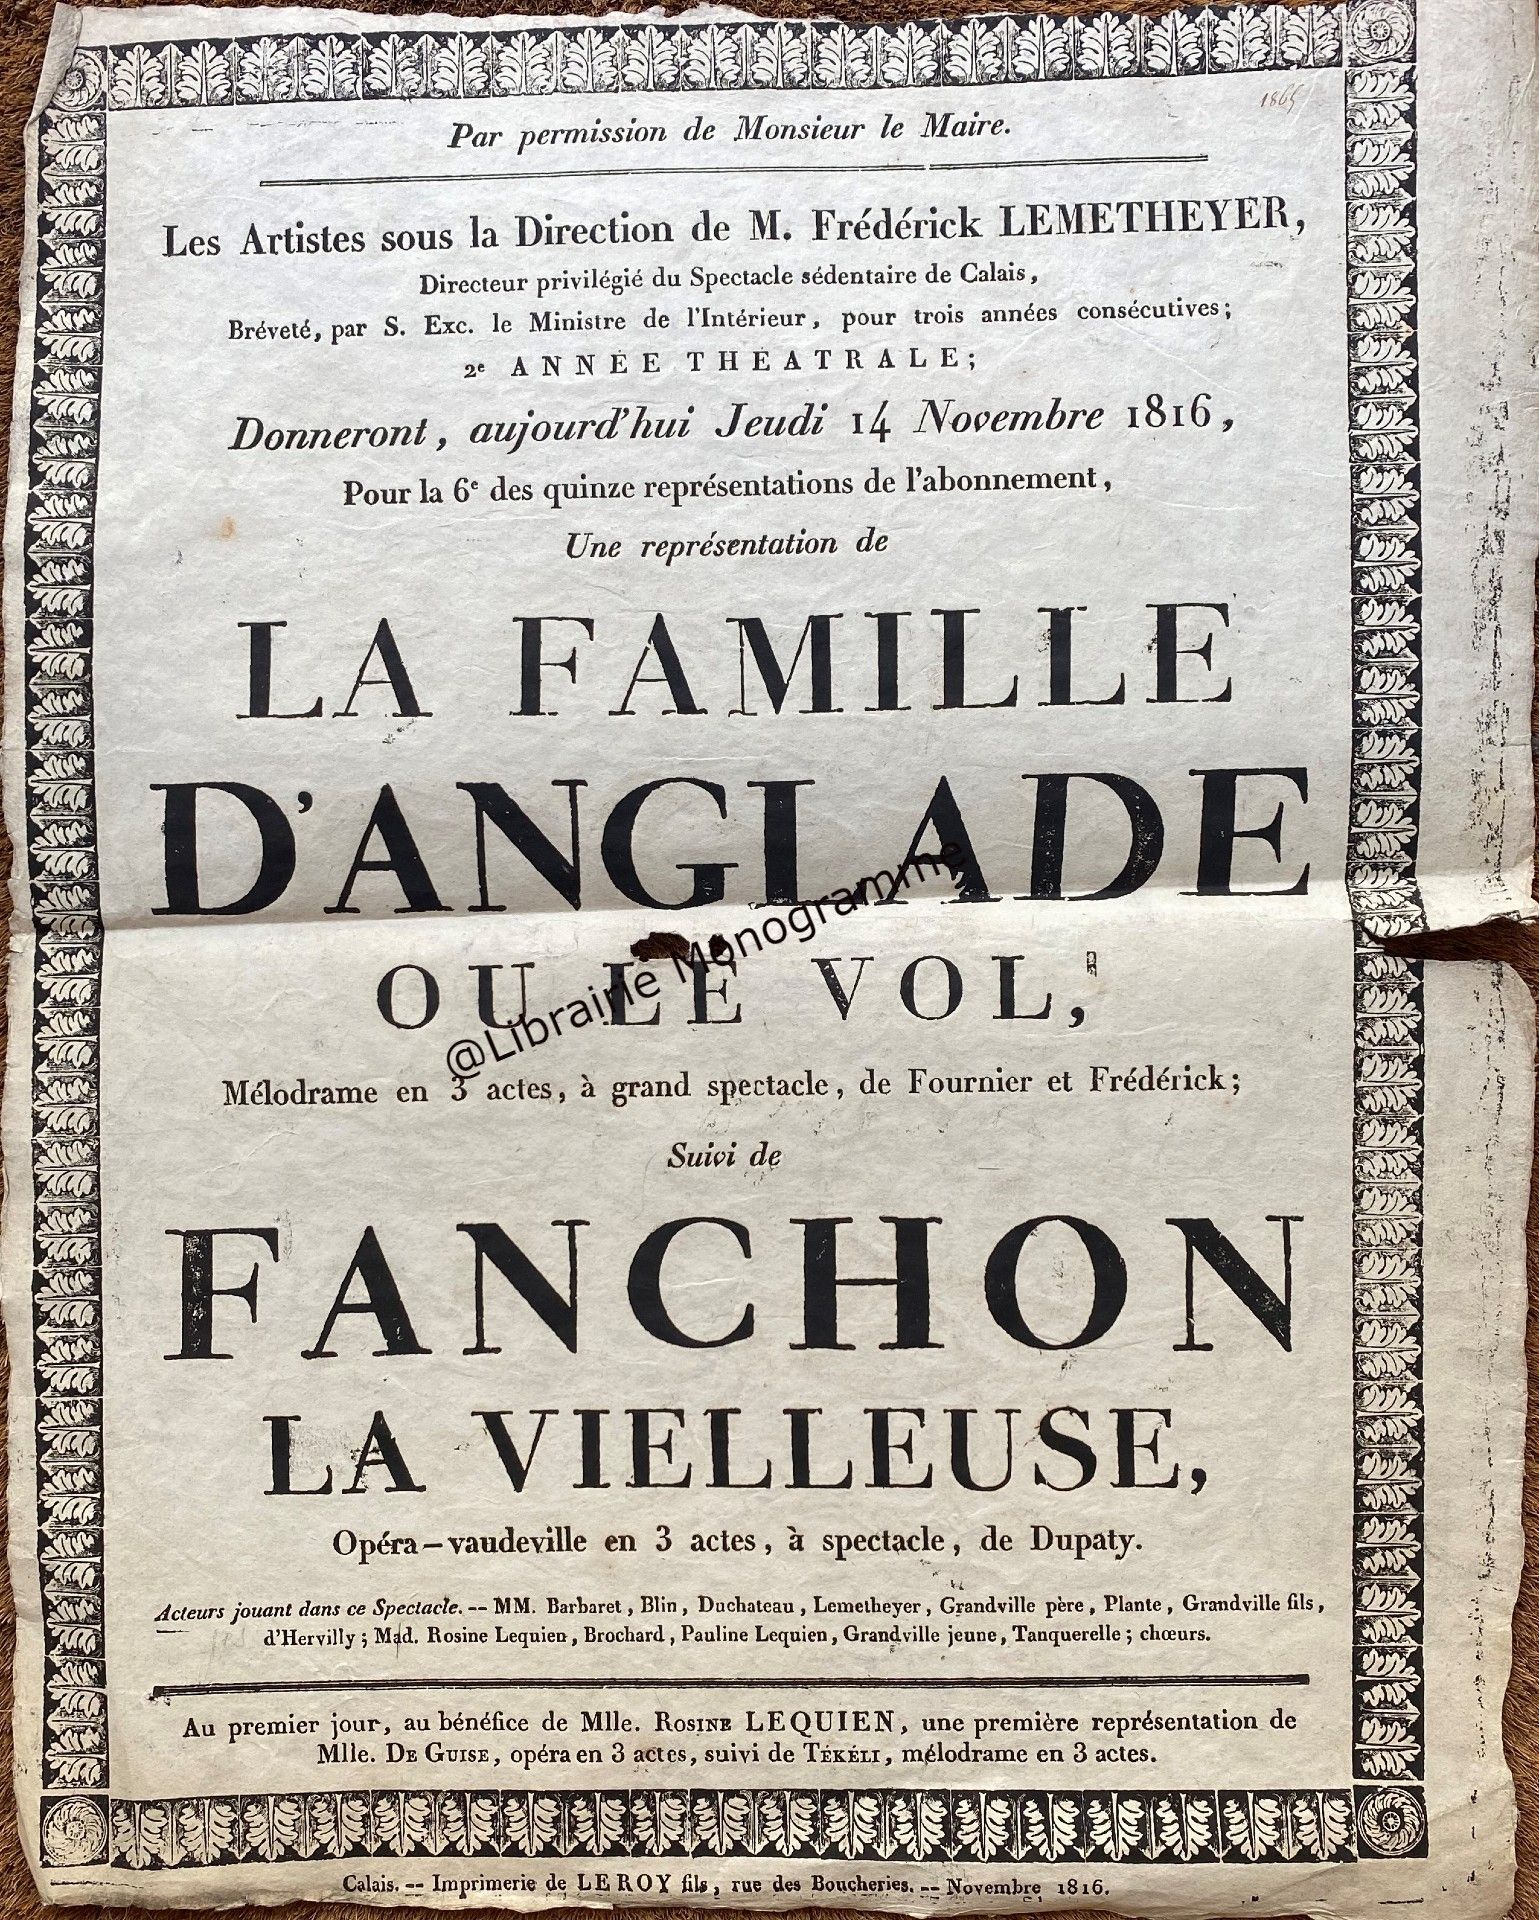 1865
Par permission de Monsieur le Maire.
Les Artistes sous la Direction de M. Frédérick LEMETHEYER,
Directeur privilégié du Spectacle sédentaire de Calais,
Bréveté, par S. Exc. le Ministre de l'Intérieur, pour trois années consécutives;
2e ANNÉE THÉATRALE;
Donneront, aujourd'hui Jeudi 14 Novembre 1816,
Pour la 6e des quinze représentations de l'abonnement,
Une représentation de
LA FAMILLE
D'ANGLADE
OU LE VOL,
@Librairie Monogramme
Mélodrame en 3 actes, à grand spectacle, de Fournier et Frédérick;
Suivi de
FANCHON
LA VIELLEUSE,
Opéra-vaudeville en 3 actes, à spectacle, de Dupaty.
Acteurs jouant dans ce Spectacle. -- MM. Barbaret, Blin, Duchateau, Lemetheyer, Grandville père, Plante, Grandville fils,
d'Hervilly; Mad. Rosine Lequien, Brochard, Pauline Lequien, Grandville jeune, Tanquerelle; chœurs.
Au premier jour, au bénéfice de Mlle. ROSINE LEQUIEN, une première représentation de
Mlle. DE GUISE, opéra en 3 actes, suivi de TÉKÉLI, mélodrame en 3 actes.
Calais. -- Imprimerie de LEROY fils, rue des Boucheries. -- Novembre 1816.